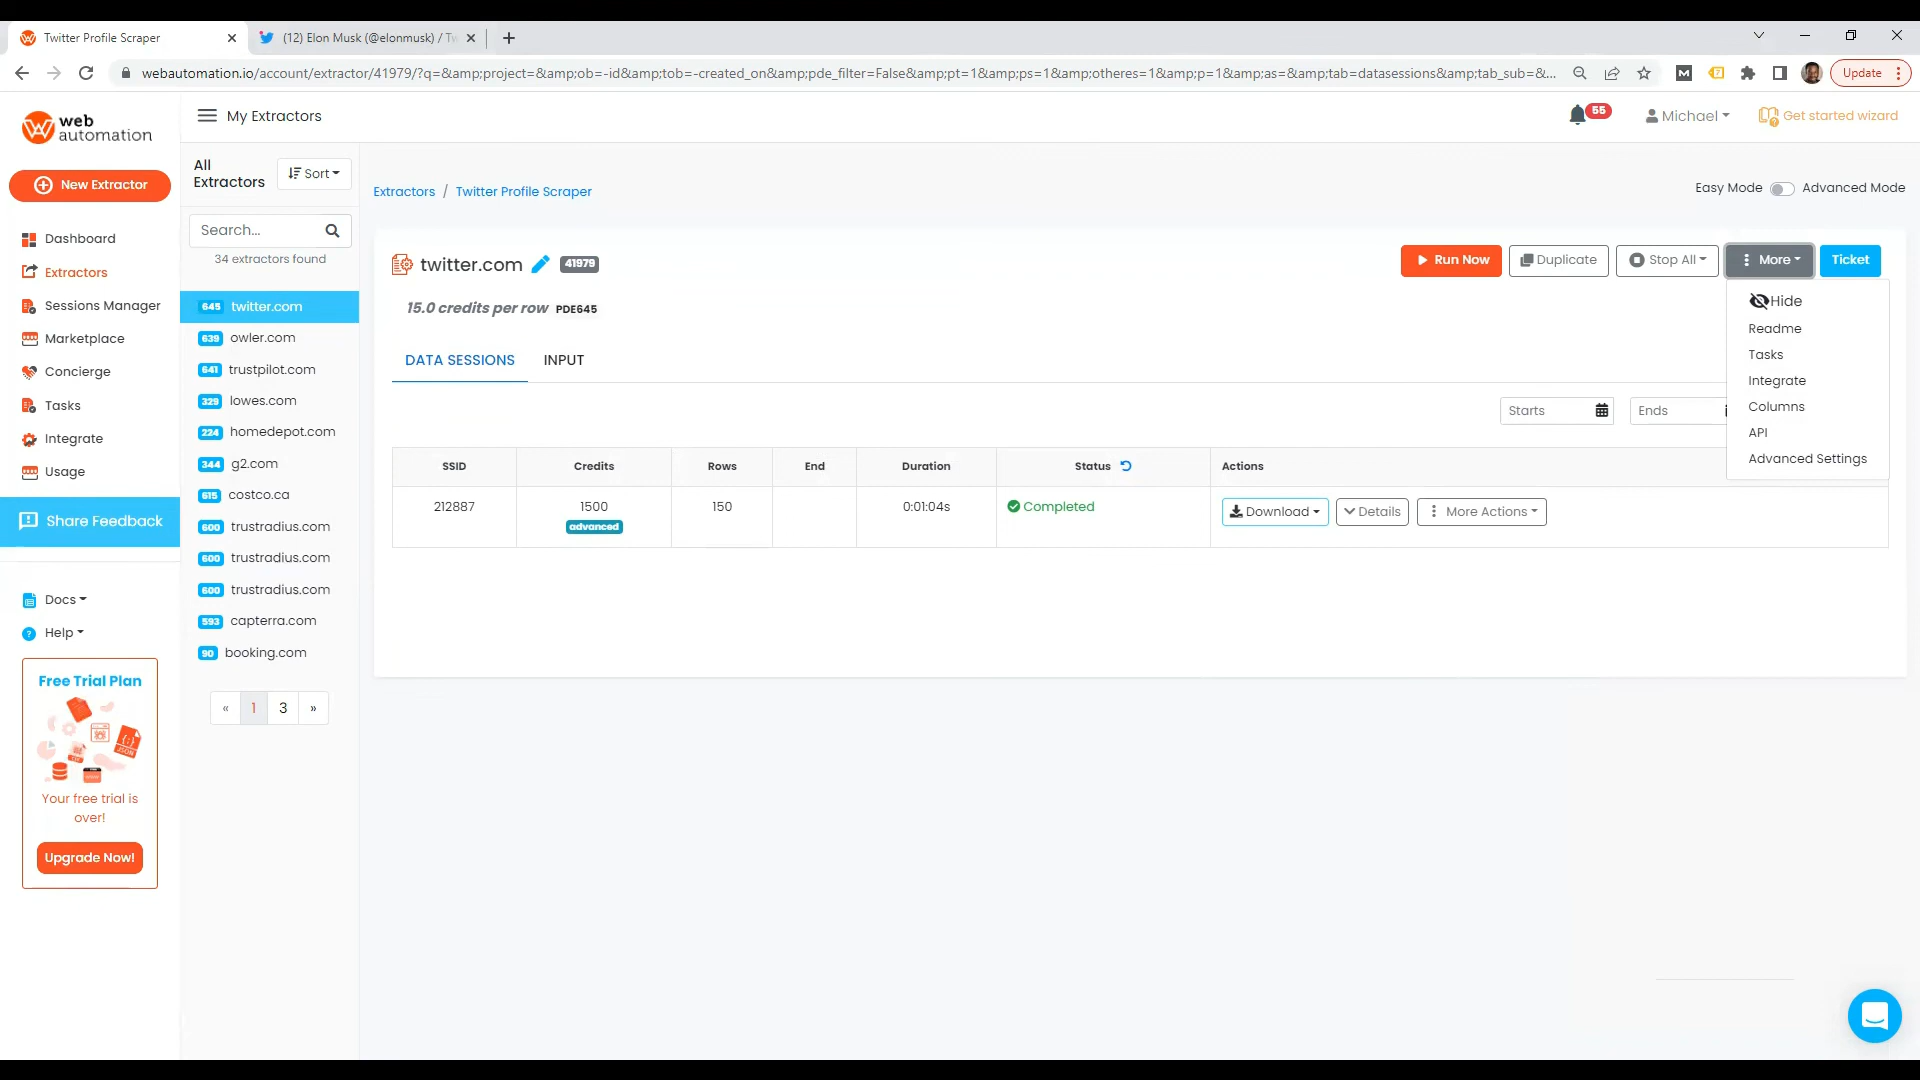 Twitter Profile Scraper
(12) Elon Musk (@elonmusk) / Tw
webautomation.io/account/extractor/41979/?q=&amp;project=&amp;ob=-id&amp;tob=-created_on&amp;pde_filter=False&amp;pt=1&amp;ps=1&amp;otheres=1&amp;p=1&amp;as=&amp;tab=datasessions&amp;tab_sub=&...
Update
web
automation
My Extractors
55
Michael
Get started wizard
New Extractor
Dashboard
Extractors
Sessions Manager
Marketplace
Concierge
Tasks
Integrate
Usage
Share Feedback
Docs
Help
Free Trial Plan
JSON
Your free trial is
over!
Upgrade Now!
All
Extractors
Sort
Search...
34 extractors found
645 twitter.com
639 owler.com
641 trustpilot.com
329 lowes.com
224 homedepot.com
344 g2.com
615 costco.ca
600 trustradius.com
600 trustradius.com
600 trustradius.com
593 capterra.com
90 booking.com
« 1 3 »
Extractors / Twitter Profile Scraper
Easy Mode Advanced Mode
twitter.com 41979
Run Now Duplicate Stop All More Ticket
15.0 credits per row PDE645
Hide
Readme
Tasks
Integrate
Columns
API
Advanced Settings
DATA SESSIONS INPUT
Starts Ends
SSID Credits Rows End Duration Status Actions
212887 1500 150 0:01:04s Completed Download Details More Actions
advanced